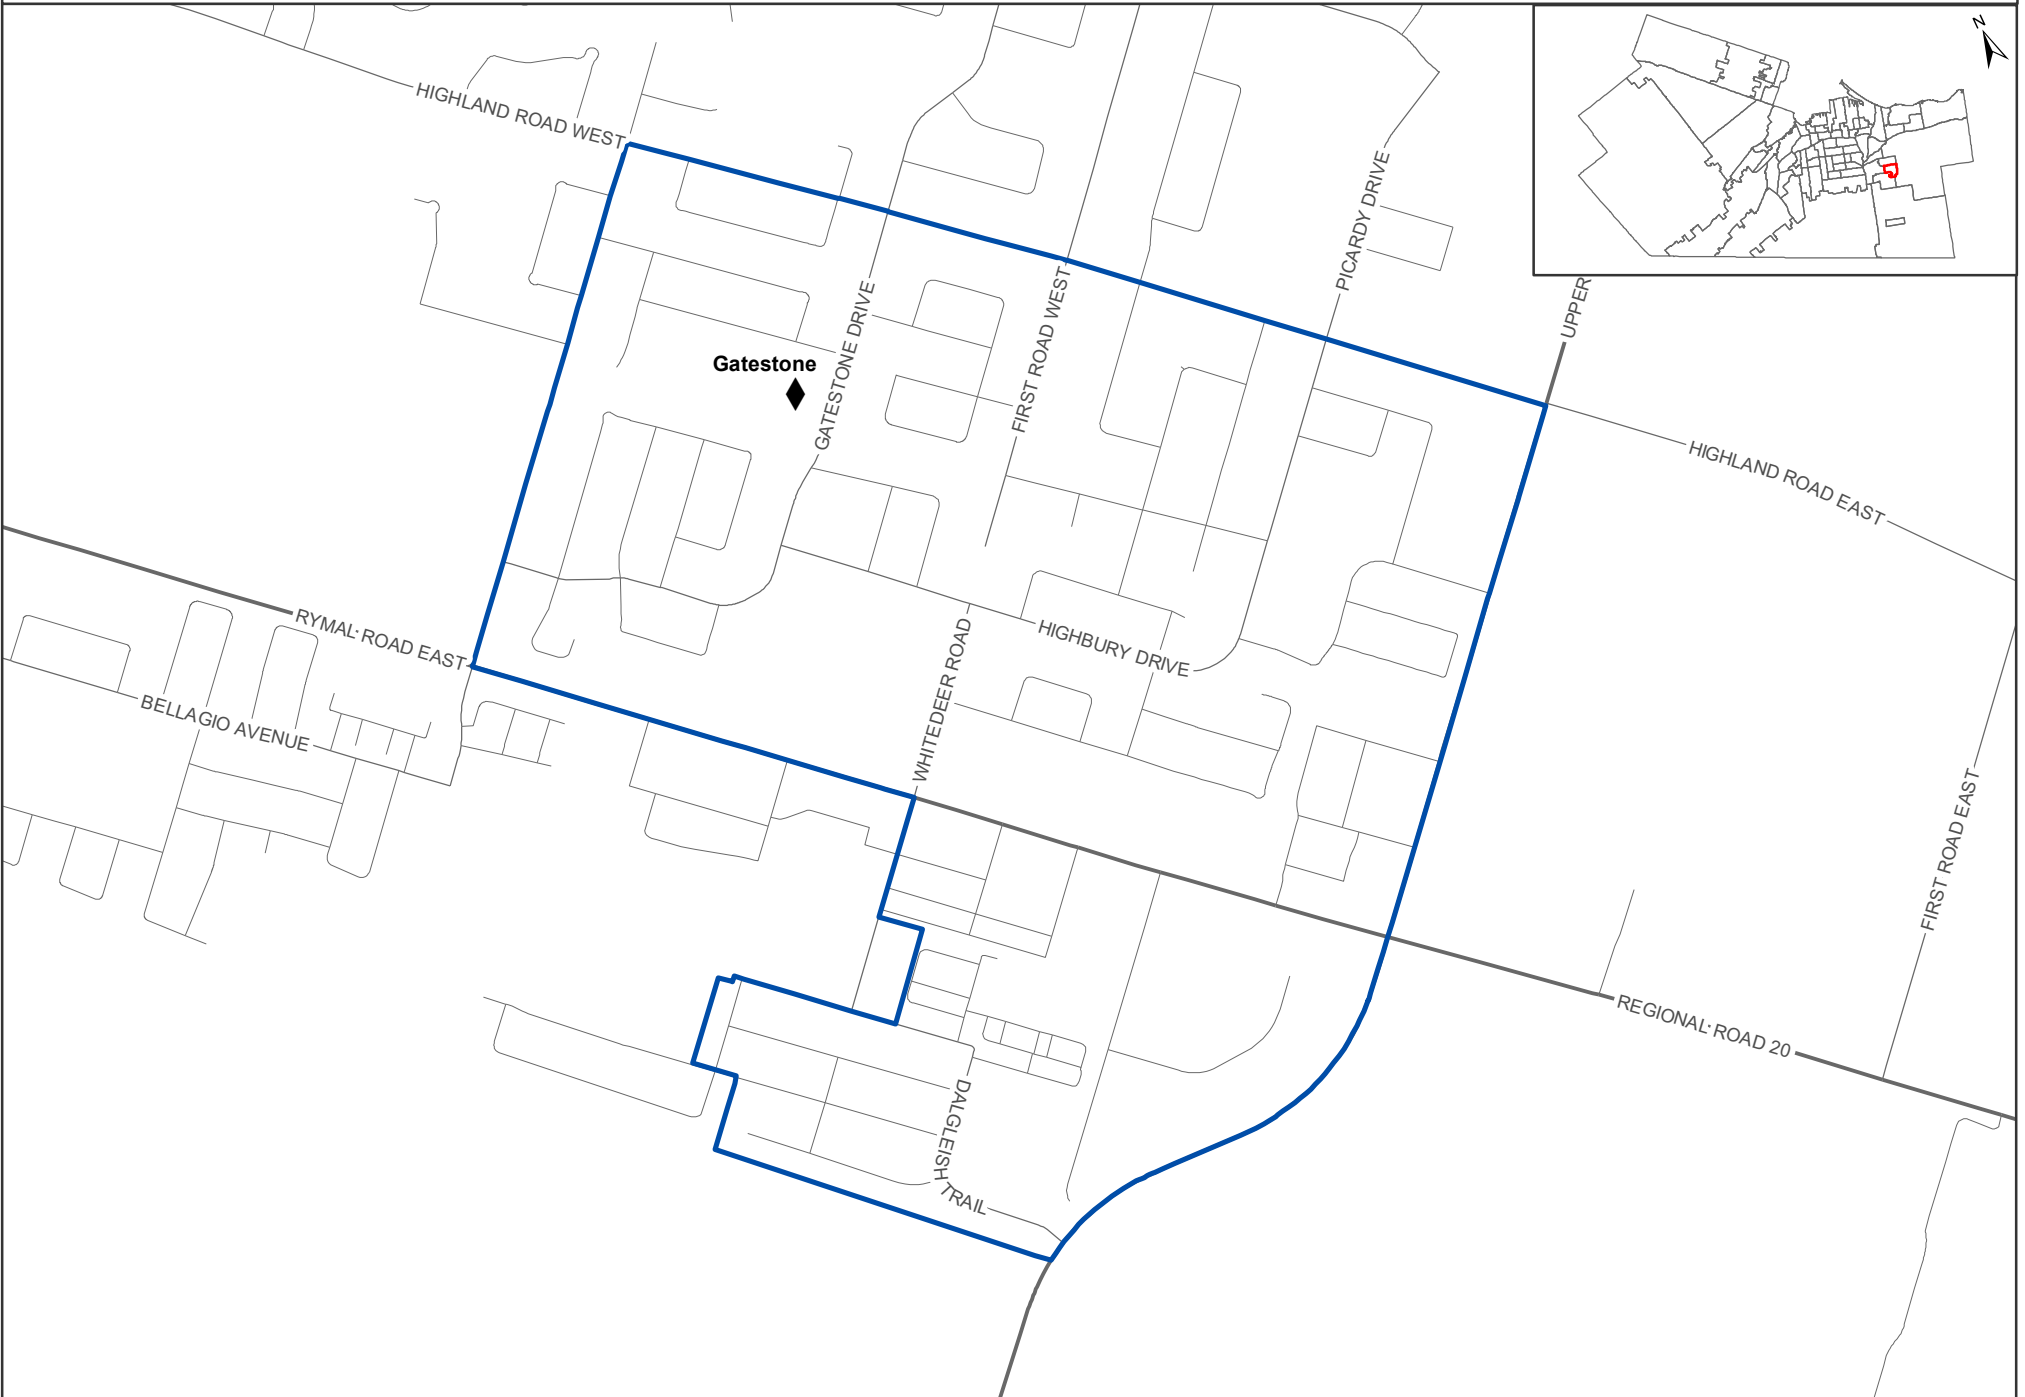 N
HIGHLAND ROAD WEST
PICARDY DRIVE
UPPER
FIRST ROAD WEST
GATESTONE DRIVE
Gatestone
HIGHLAND ROAD EAST
RYMAL ROAD EAST
HIGHBURY DRIVE
WHITEDEER ROAD
BELLAGIO AVENUE
FIRST ROAD EAST
REGIONAL ROAD 20
DALGLEISH TRAIL